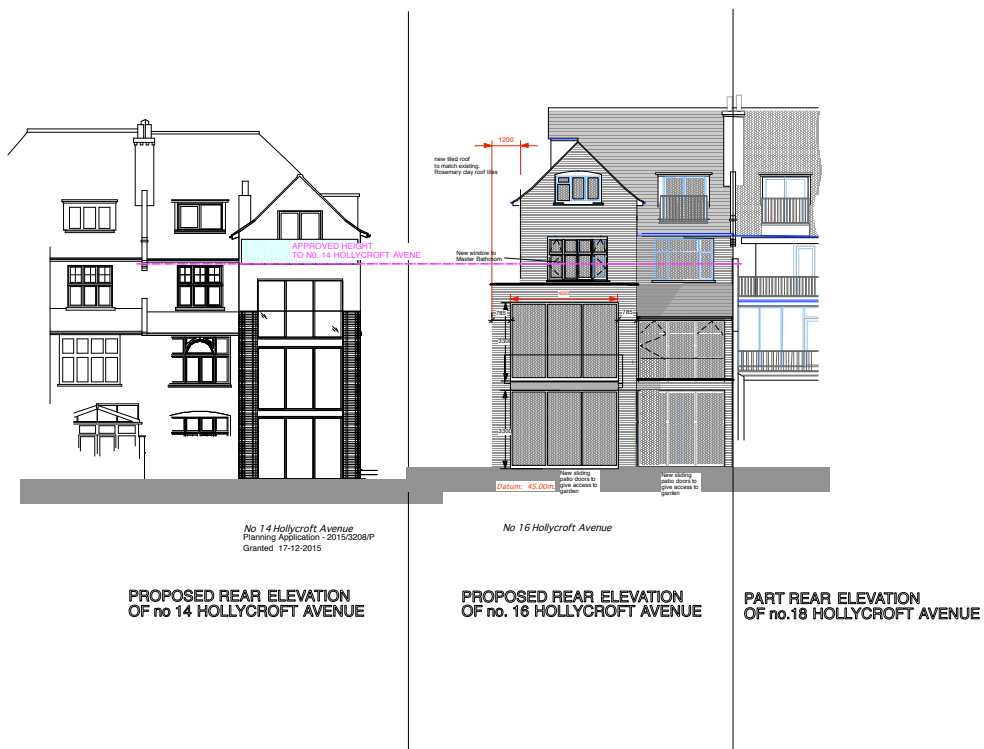 1200
new tiled roof
to match existing.
Rosemary clay roof tiles
APPROVED HEIGHT
TO N0. 14 HOLLYCROFT AVENE
New window to
Master Bathroom
785
785
New sliding
patio doors to
give access to
garden
New sliding
patio doors to
give access to
garden
Datum: 45.00m.
No 14 Hollycroft Avenue
Planning Application - 2015/3208/P
Granted 17-12-2015
No 16 Hollycroft Avenue
PROPOSED REAR ELEVATION
OF no 14 HOLLYCROFT AVENUE
PROPOSED REAR ELEVATION
OF no. 16 HOLLYCROFT AVENUE
PART REAR ELEVATION
OF no.18 HOLLYCROFT AVENUE